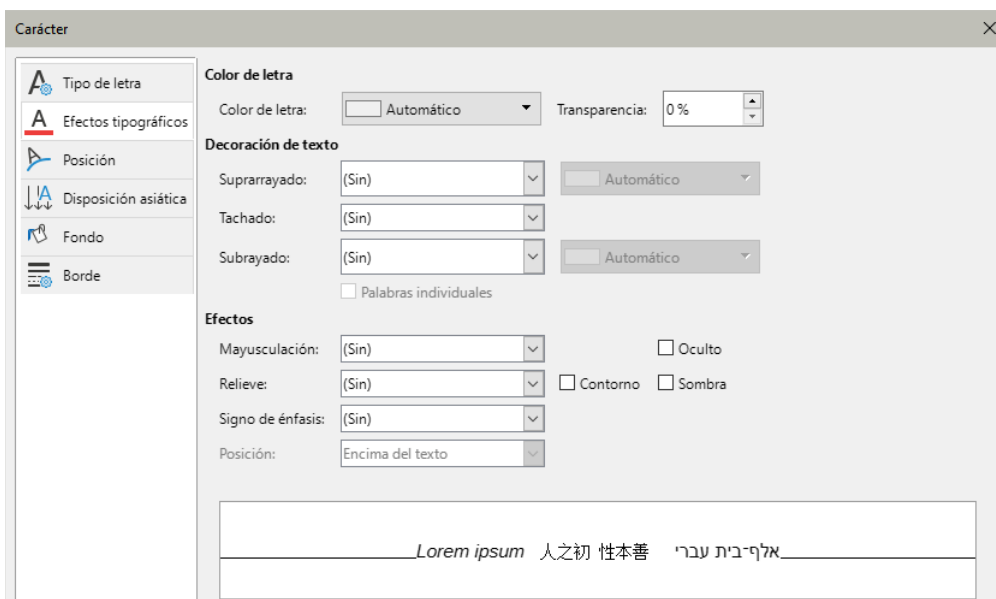 Carácter
Tipo de letra
Efectos tipográficos
Posición
Disposición asiática
Fondo
Borde
Color de letra
Color de letra: Automático Transparencia: 0 %
Decoración de texto
Suprarrayado: (Sin) Automático
Tachado: (Sin)
Subrayado: (Sin) Automático
Palabras individuales
Efectos
Mayusculación: (Sin) Oculto
Relieve: (Sin) Contorno Sombra
Signo de énfasis: (Sin)
Posición: Encima del texto
Lorem ipsum 人之初 性本善 אלף־בית עברי